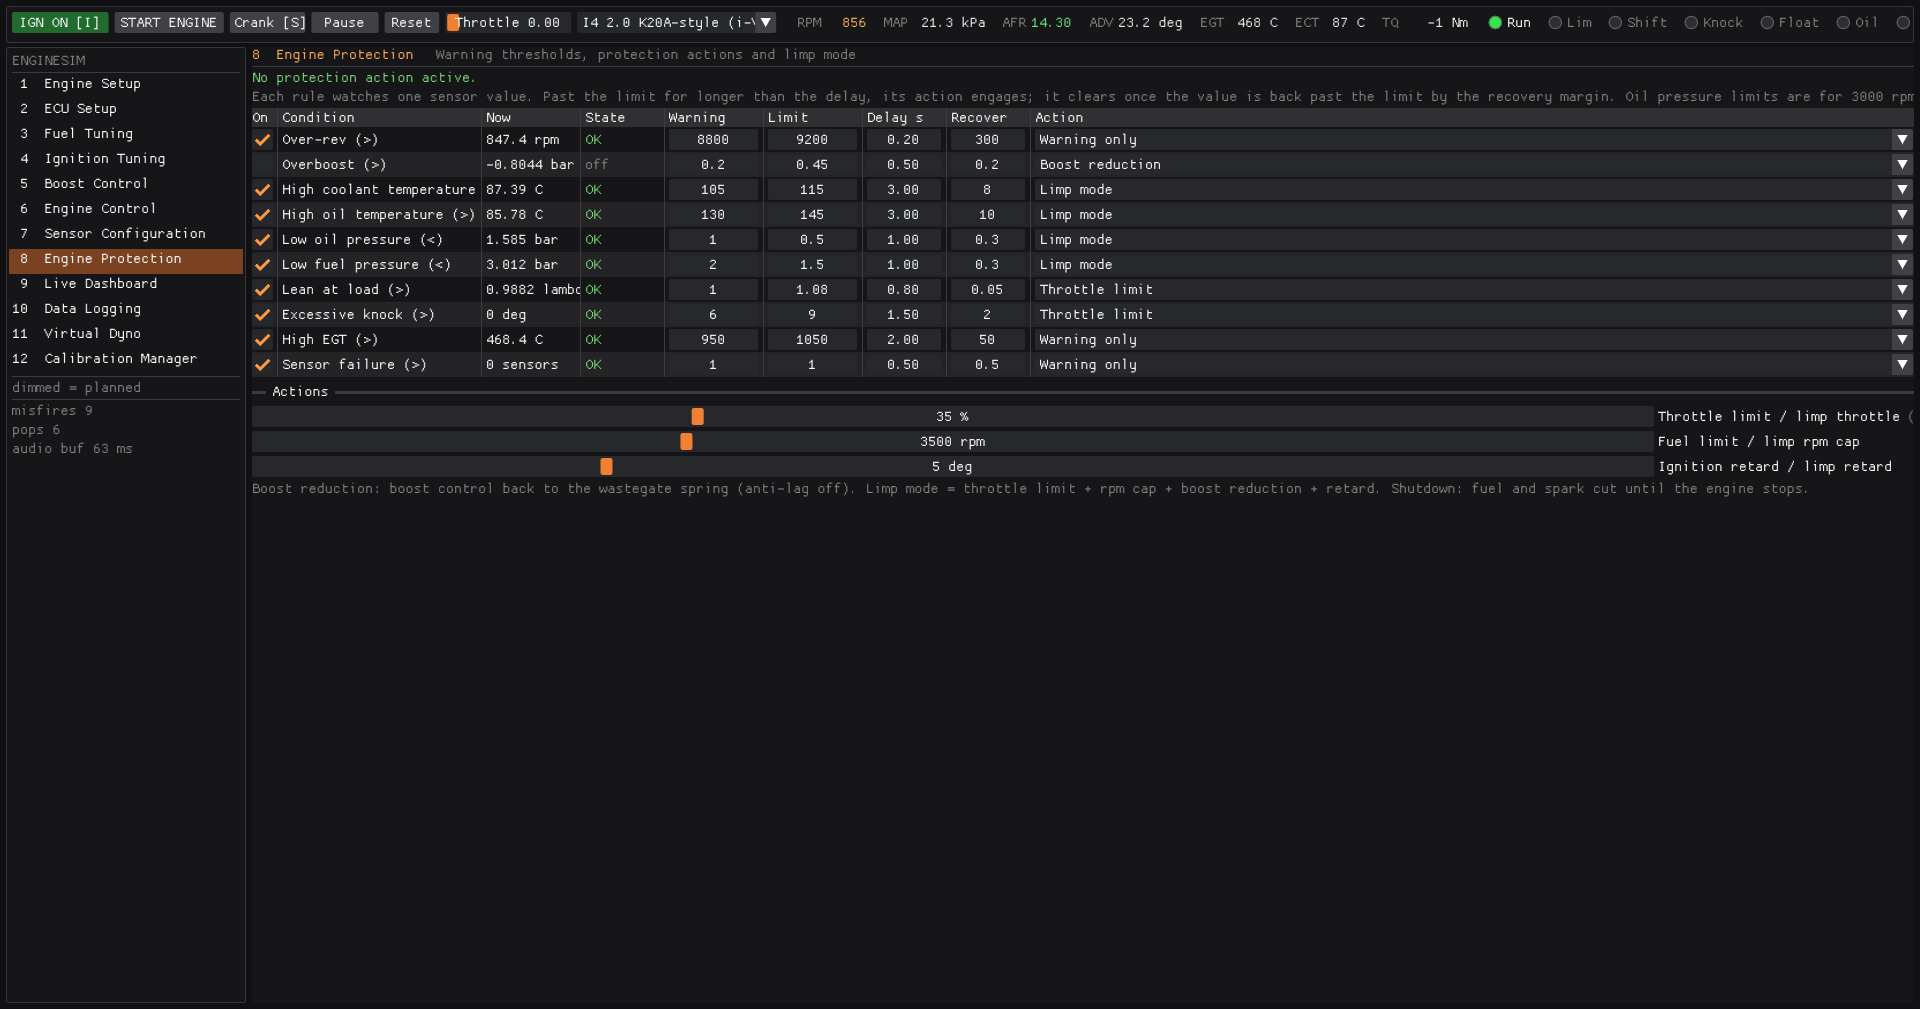 IGN ON [I] START ENGINE Crank [S] Pause Reset Throttle 0.00 I4 2.0 K20A-style (i- RPM 856 MAP 21.3 kPa AFR 14.30 ADV 23.2 deg EGT 468 C ECT 87 C TQ -1 Nm Run Lim Shift Knock Float Oil
ENGINESIM
1 Engine Setup
2 ECU Setup
3 Fuel Tuning
4 Ignition Tuning
5 Boost Control
6 Engine Control
7 Sensor Configuration
8 Engine Protection
9 Live Dashboard
10 Data Logging
11 Virtual Dyno
12 Calibration Manager
dimmed = planned
misfires 9
pops 6
audio buf 63 ms
8 Engine Protection Warning thresholds, protection actions and limp mode
No protection action active.
Each rule watches one sensor value. Past the limit for longer than the delay, its action engages; it clears once the value is back past the limit by the recovery margin. Oil pressure limits are for 3000 rpm
On Condition Now State Warning Limit Delay s Recover Action
Over-rev (>) 847.4 rpm OK 8800 9200 0.20 300 Warning only
Overboost (>) -0.8044 bar off 0.2 0.45 0.50 0.2 Boost reduction
High coolant temperature 87.39 C OK 105 115 3.00 8 Limp mode
High oil temperature (>) 85.78 C OK 130 145 3.00 10 Limp mode
Low oil pressure (<) 1.585 bar OK 1 0.5 1.00 0.3 Limp mode
Low fuel pressure (<) 3.012 bar OK 2 1.5 1.00 0.3 Limp mode
Lean at load (>) 0.9882 lambd OK 1 1.08 0.80 0.05 Throttle limit
Excessive knock (>) 0 deg OK 6 9 1.50 2 Throttle limit
High EGT (>) 468.4 C OK 950 1050 2.00 50 Warning only
Sensor failure (>) 0 sensors OK 1 1 0.50 0.5 Warning only
Actions
35 % Throttle limit / limp throttle (
3500 rpm Fuel limit / limp rpm cap
5 deg Ignition retard / limp retard
Boost reduction: boost control back to the wastegate spring (anti-lag off). Limp mode = throttle limit + rpm cap + boost reduction + retard. Shutdown: fuel and spark cut until the engine stops.